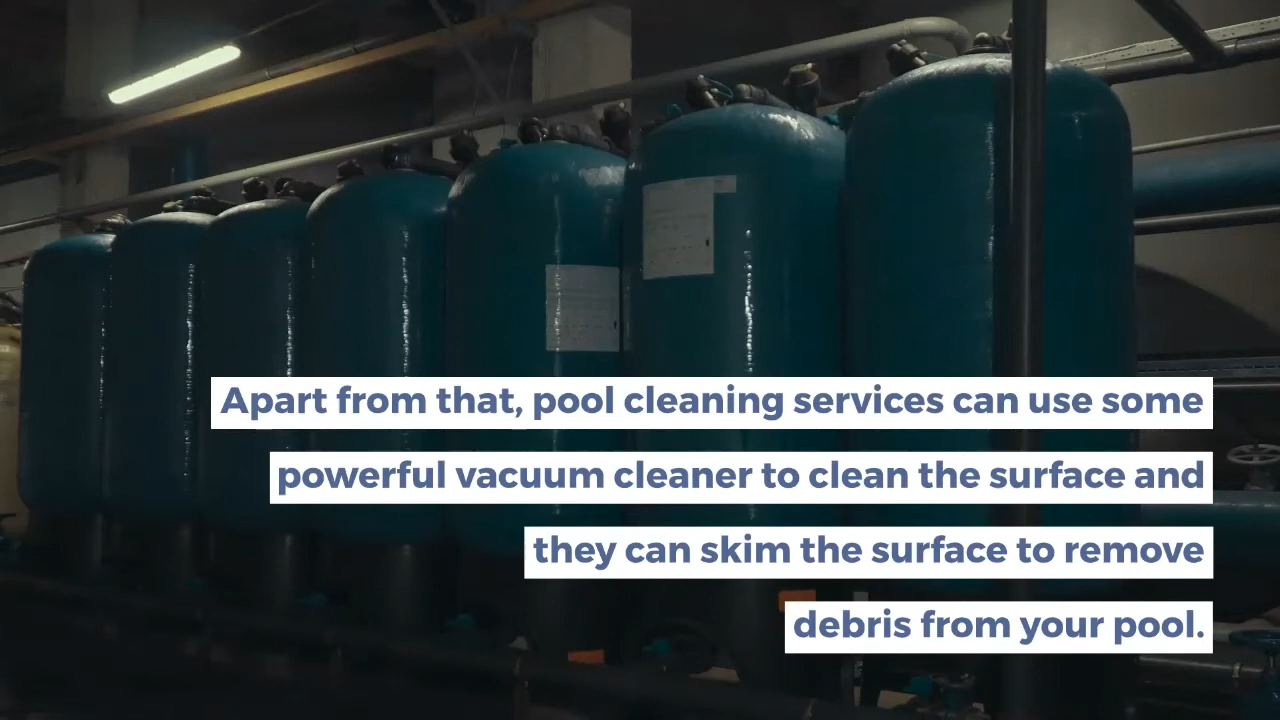 Apart from that, pool cleaning services can use some
powerful vacuum cleaner to clean the surface and
they can skim the surface to remove
debris from your pool.